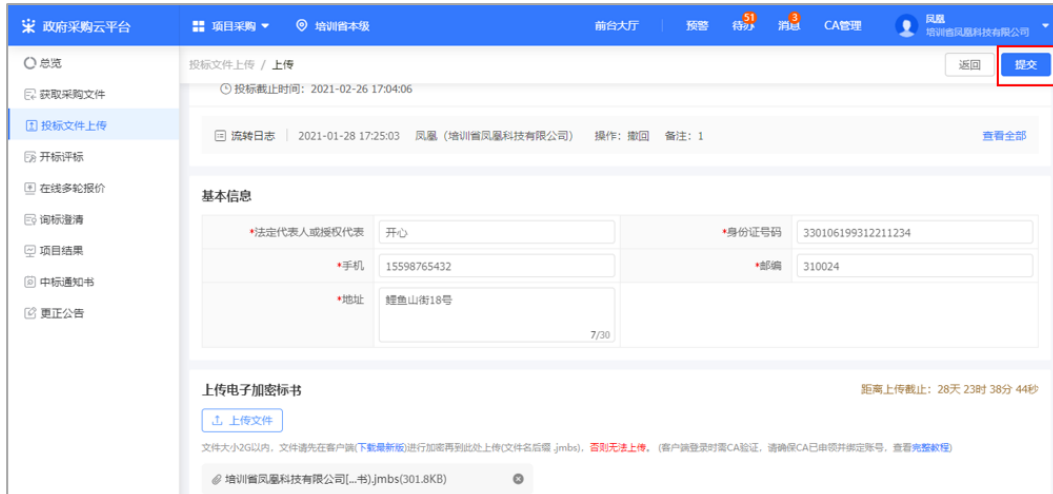 政府采购云平台 项目采购 培训省本级 前台大厅 预警 待办 51 消息 3 CA管理 凤凰
培训省凤凰科技有限公司
总览
获取采购文件
投标文件上传
开标评标
在线多轮报价
询标澄清
项目结果
中标通知书
更正公告
投标文件上传 / 上传 返回 提交
投标截止时间：2021-02-26 17:04:06
流转日志 2021-01-28 17:25:03 凤凰（培训省凤凰科技有限公司） 操作：撤回 备注：1 查看全部
基本信息
*法定代表人或授权代表 开心 *身份证号码 330106199312211234
*手机 15598765432 *邮编 310024
*地址 鲤鱼山街18号
7/30
上传电子加密标书 距离上传截止：28天 23时 38分 44秒
上传文件
文件大小2G以内，文件请先在客户端(下载最新版)进行加密再到此处上传(文件名后缀 .jmbs)，否则无法上传。 (客户端登录时需CA验证，请确保CA已申领并绑定账号，查看完整教程)
培训省凤凰科技有限公司[...书).jmbs(301.8KB)